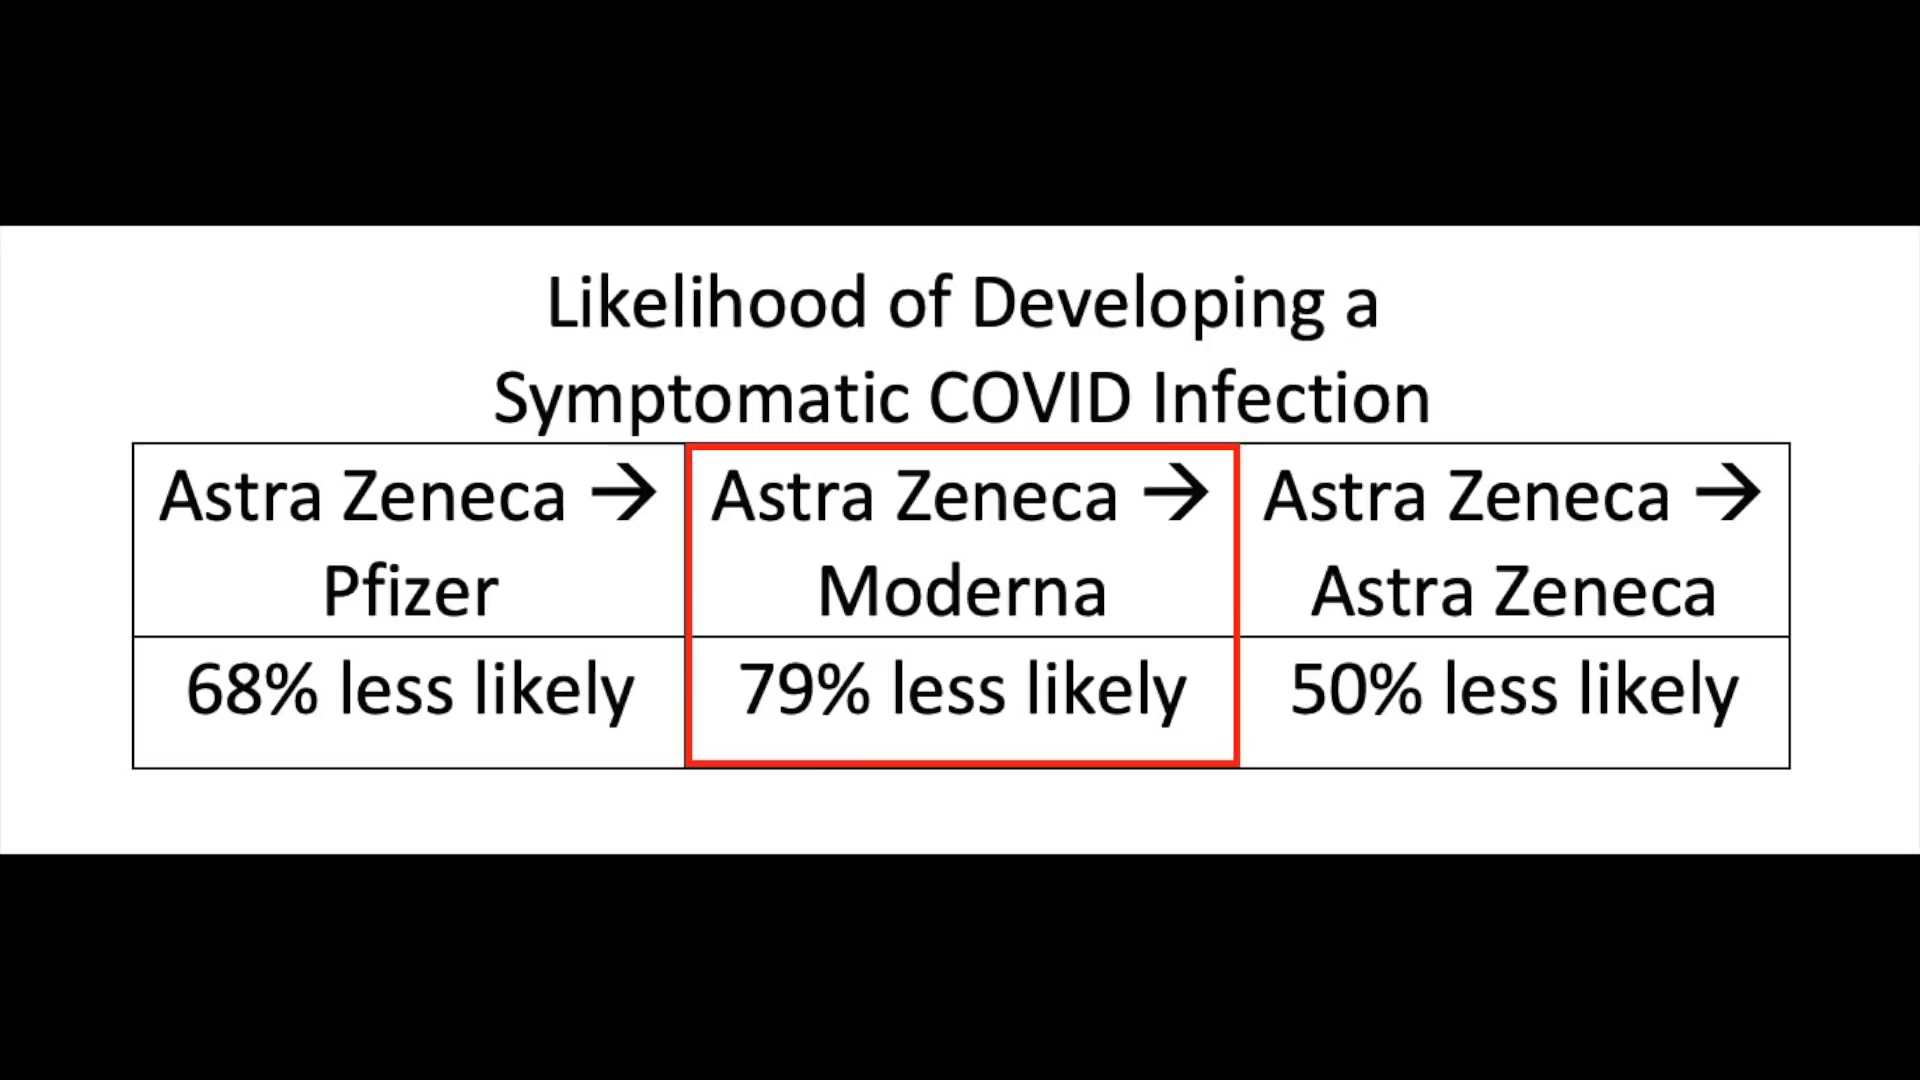 Likelihood of Developing a
Symptomatic COVID Infection
Astra Zeneca → Astra Zeneca → Astra Zeneca →
Pfizer Moderna Astra Zeneca
68% less likely 79% less likely 50% less likely